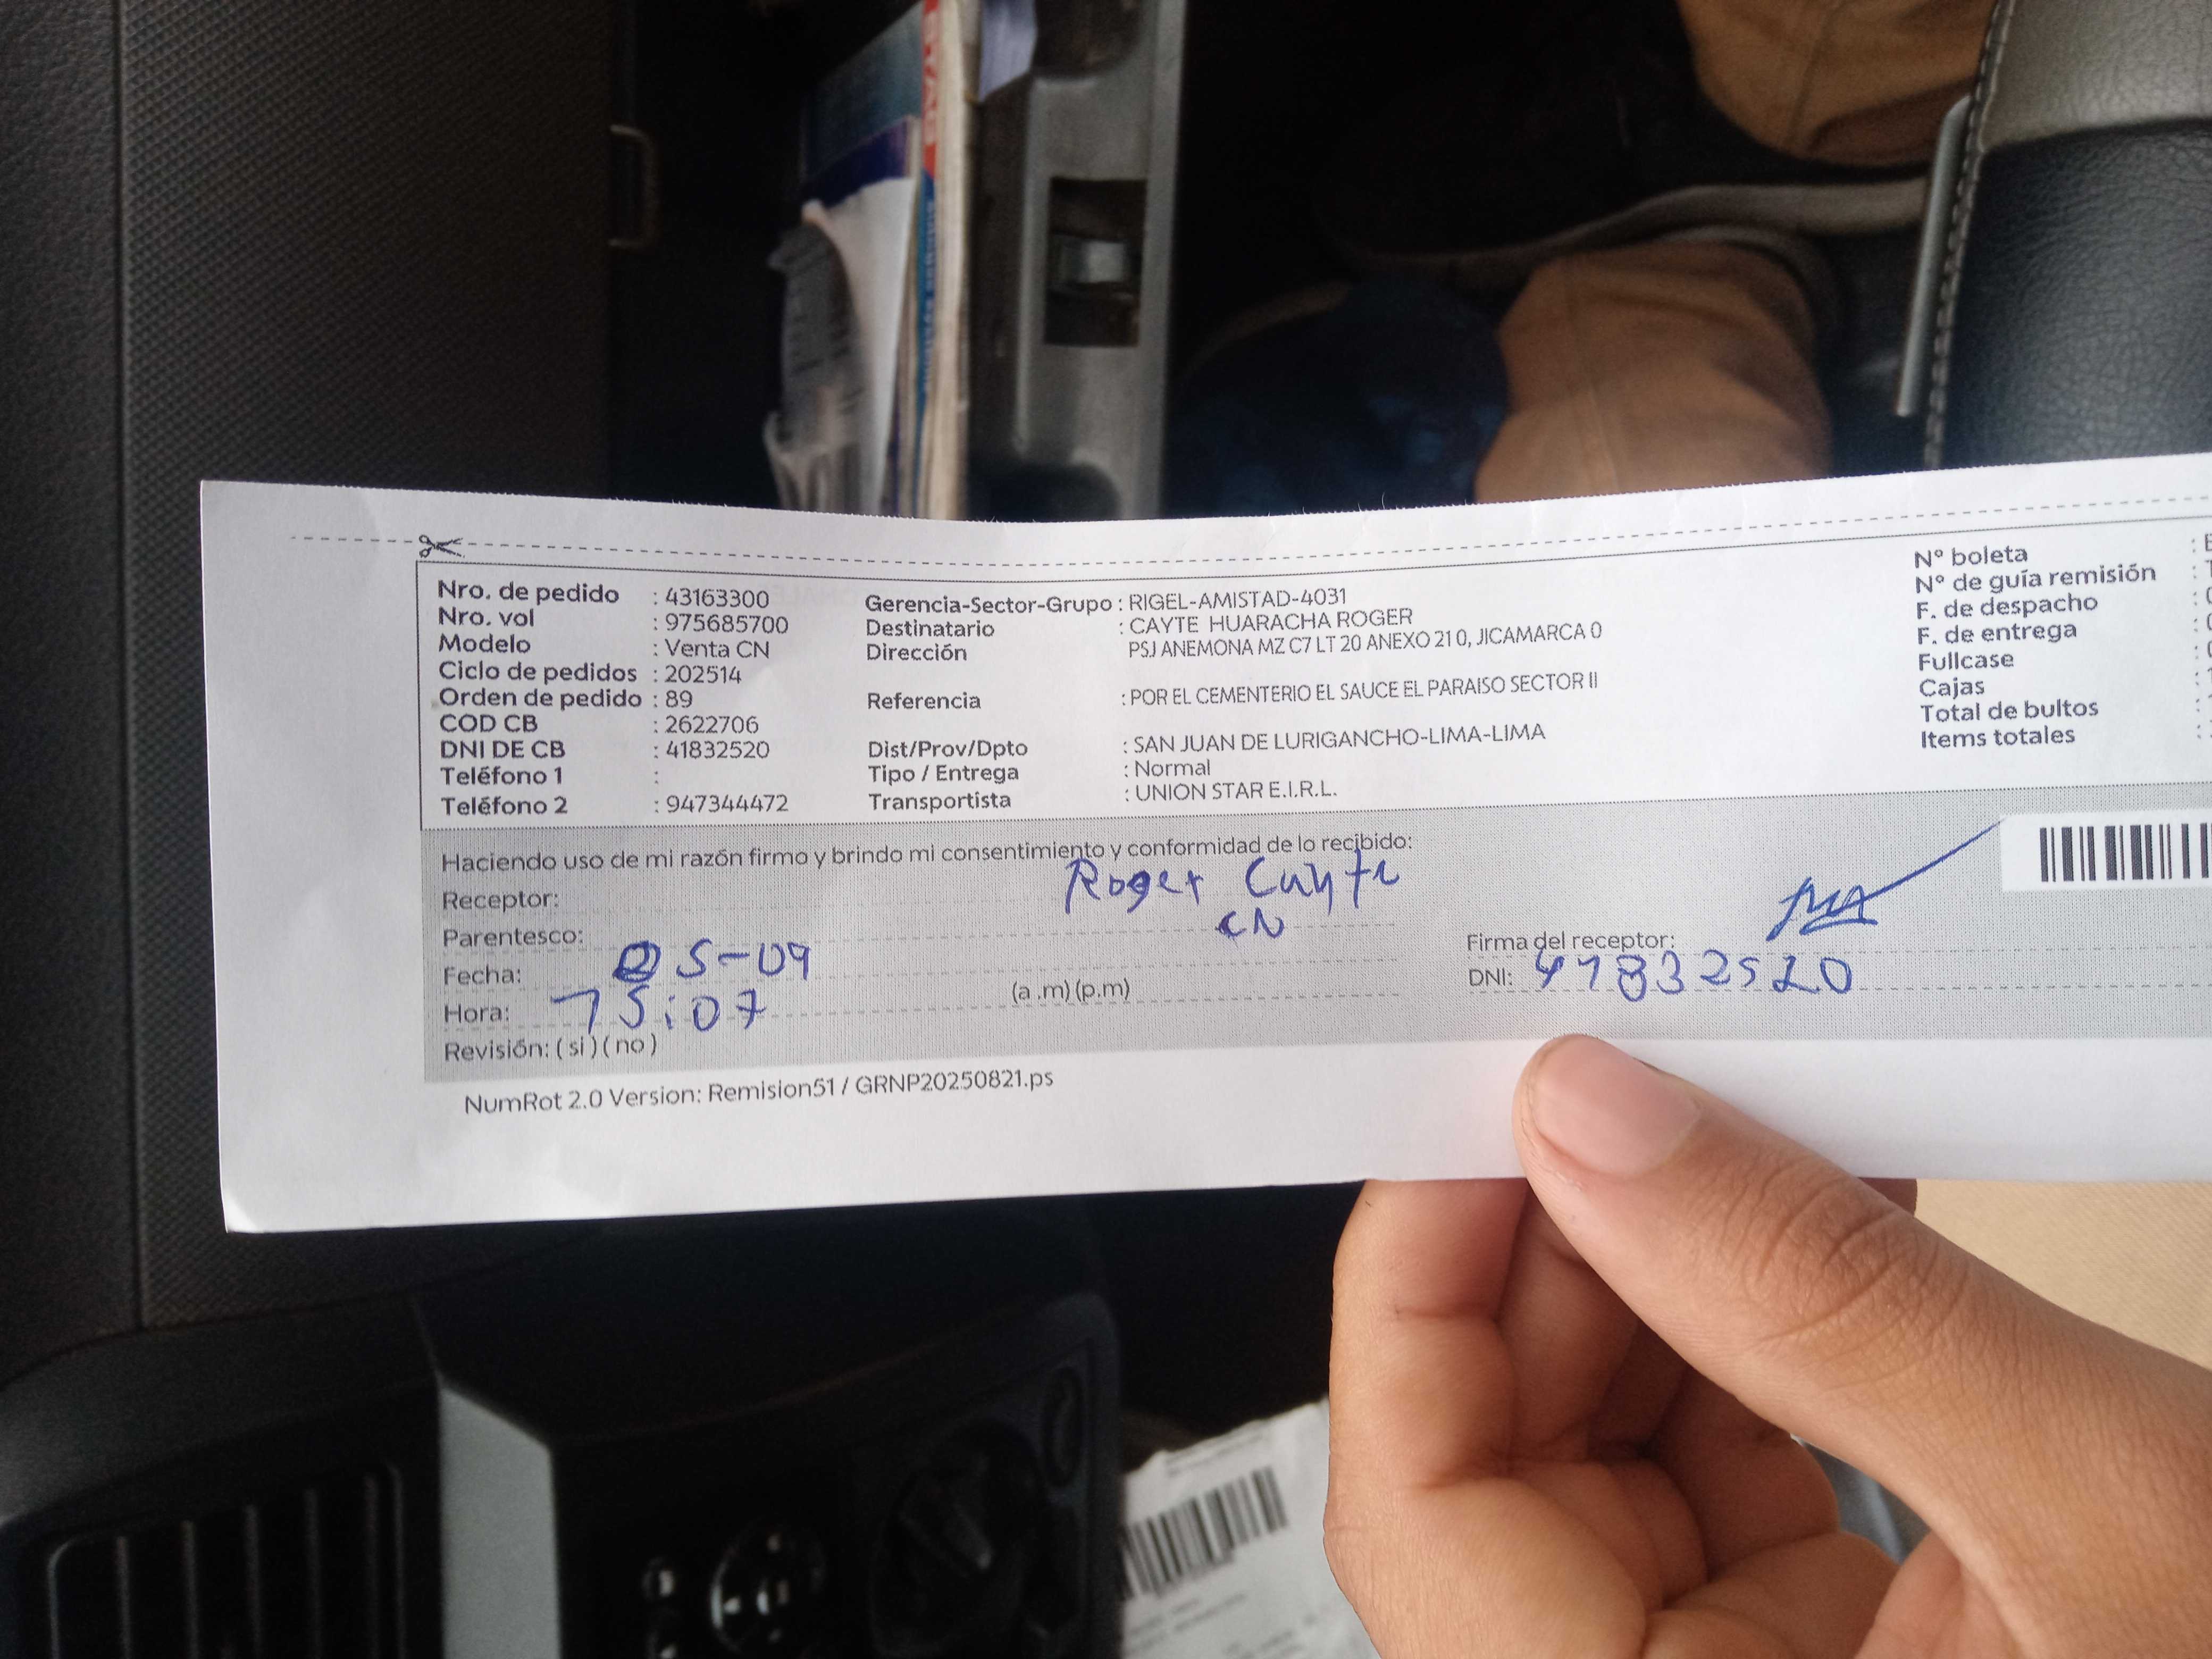 Nro. de pedido : 43163300
Nro. vol : 975685700
Modelo : Venta CN
Ciclo de pedidos : 202514
Orden de pedido : 89
COD CB : 2622706
DNI DE CB : 41832520
Teléfono 1 :
Teléfono 2 : 947344472
Gerencia-Sector-Grupo : RIGEL-AMISTAD-4031
Destinatario : CAYTE HUARACHA ROGER
Dirección PSJ ANEMONA MZ C7 LT 20 ANEXO 21 0, JICAMARCA 0
Referencia : POR EL CEMENTERIO EL SAUCE EL PARAISO SECTOR II
Dist/Prov/Dpto : SAN JUAN DE LURIGANCHO-LIMA-LIMA
Tipo / Entrega : Normal
Transportista : UNION STAR E.I.R.L.
Nº boleta :
Nº de guía remisión :
F. de despacho :
F. de entrega :
Fullcase :
Cajas :
Total de bultos :
Items totales :
Haciendo uso de mi razón firmo y brindo mi consentimiento y conformidad de lo recibido:
Receptor: Roger Cayte
Parentesco: CN
Fecha: 05-09
Hora: 15:07 (a .m) (p.m)
Revisión: ( si ) ( no )
Firma del receptor:
DNI: 41832520
NumRot 2.0 Version: Remision51 / GRNP20250821.ps